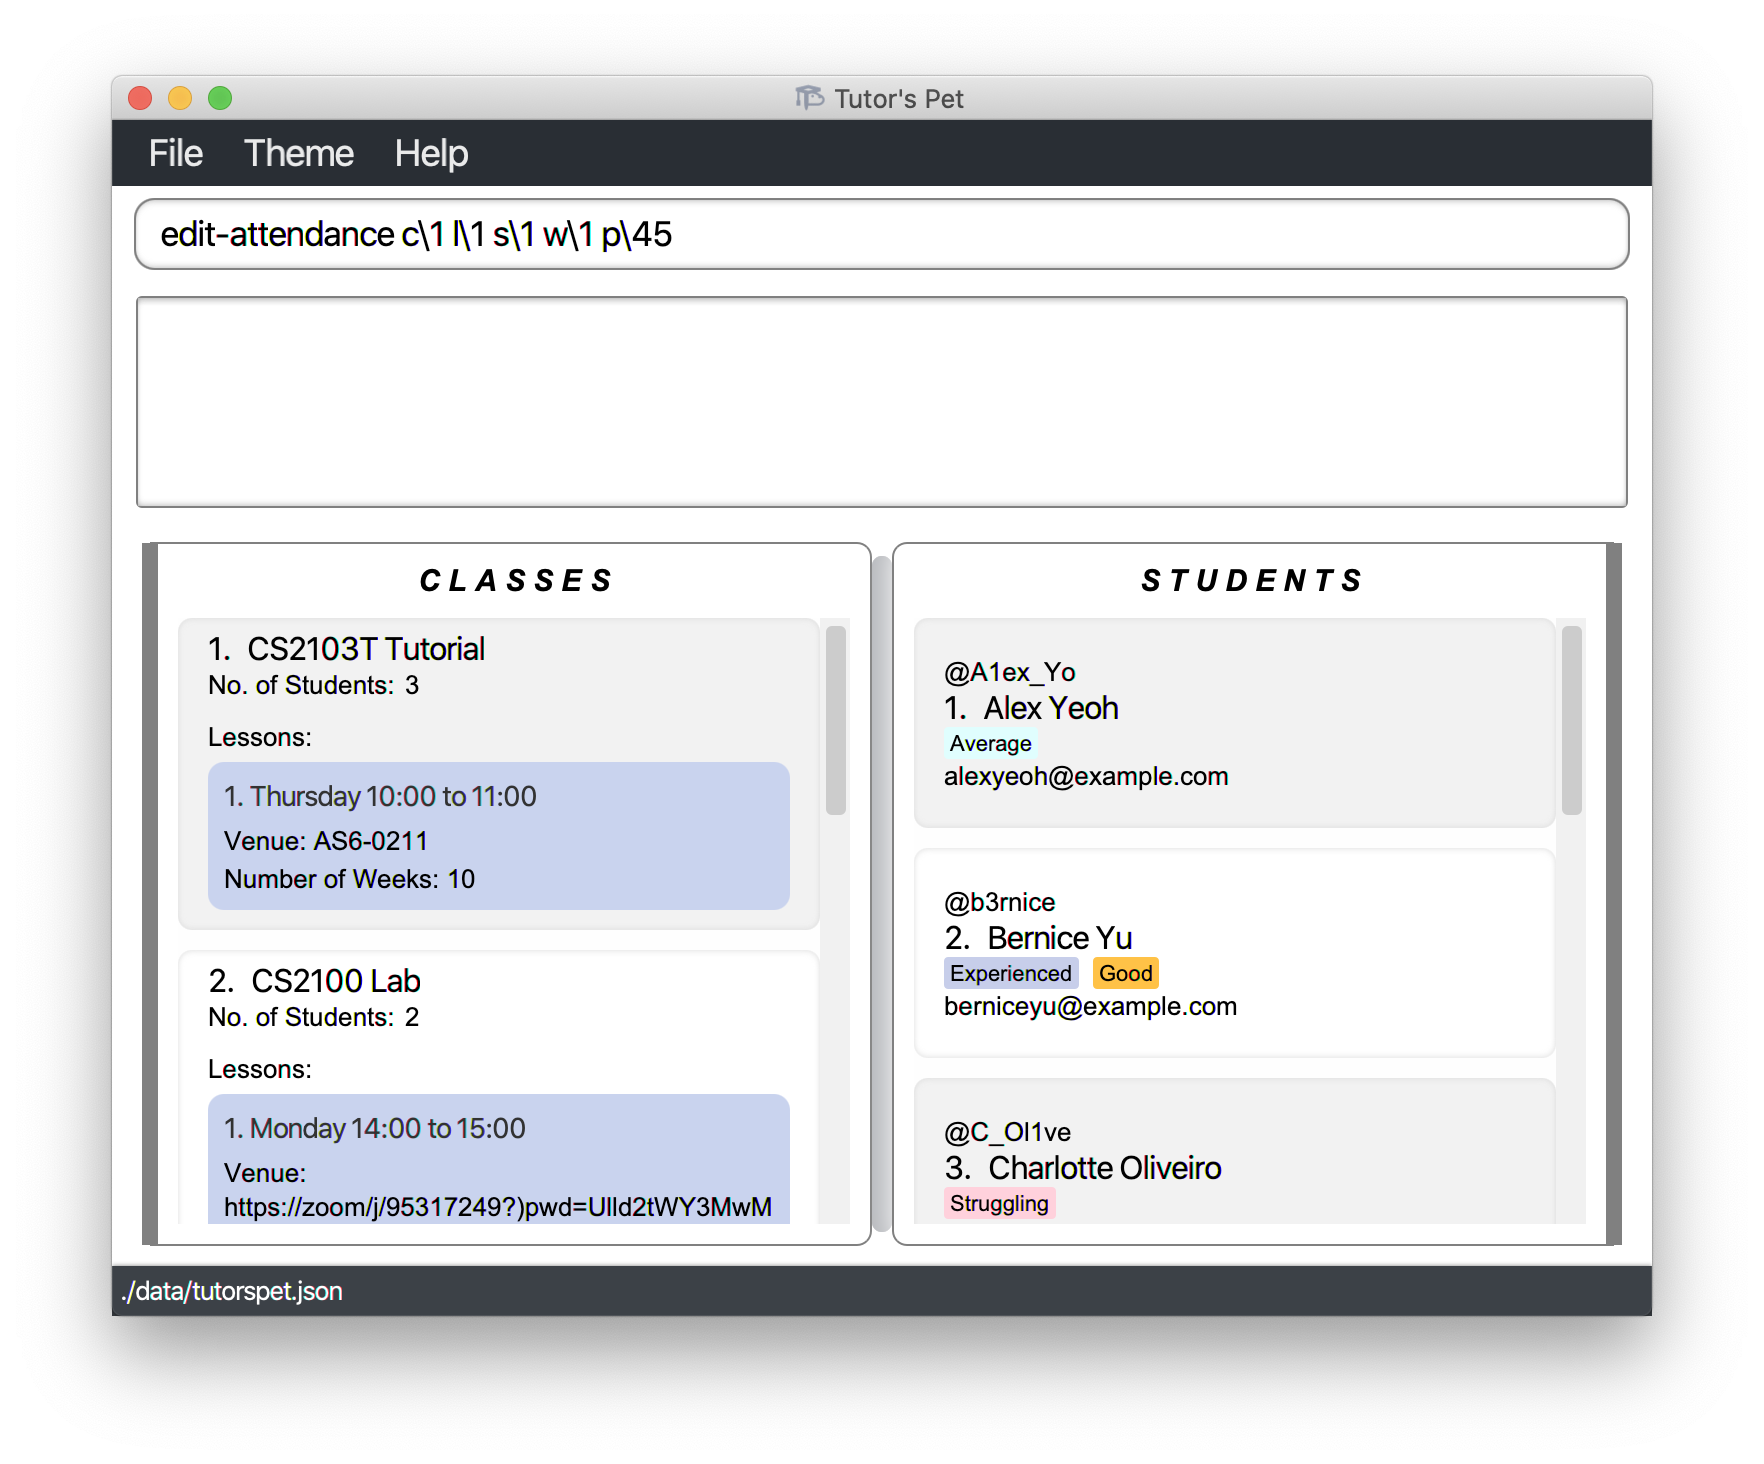 Tutor's Pet
File Theme Help
edit-attendance c\1 l\1 s\1 w\1 p\45
CLASSES
1. CS2103T Tutorial
No. of Students: 3
Lessons:
1. Thursday 10:00 to 11:00
Venue: AS6-0211
Number of Weeks: 10
2. CS2100 Lab
No. of Students: 2
Lessons:
1. Monday 14:00 to 15:00
Venue:
https://zoom/j/95317249?)pwd=Ulld2tWY3MwM
STUDENTS
@A1ex_Yo
1. Alex Yeoh
Average
alexyeoh@example.com
@b3rnice
2. Bernice Yu
Experienced Good
berniceyu@example.com
@C_Ol1ve
3. Charlotte Oliveiro
Struggling
./data/tutorspet.json